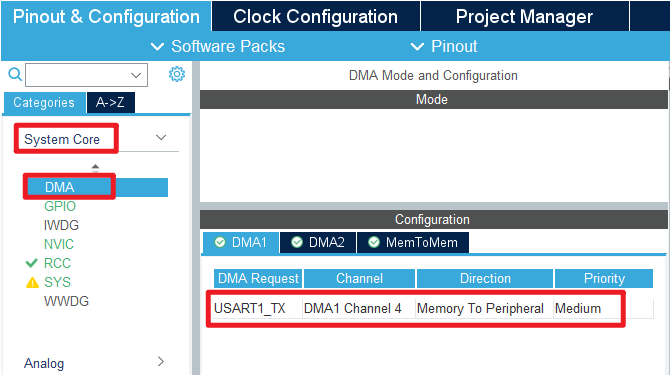 Pinout & Configuration Clock Configuration Project Manager
Software Packs Pinout
DMA Mode and Configuration
Mode
Categories A->Z
System Core
DMA
GPIO
IWDG
NVIC
RCC
SYS
WWDG
Analog
Configuration
DMA1 DMA2 MemToMem
DMA Request Channel Direction Priority
USART1_TX DMA1 Channel 4 Memory To Peripheral Medium